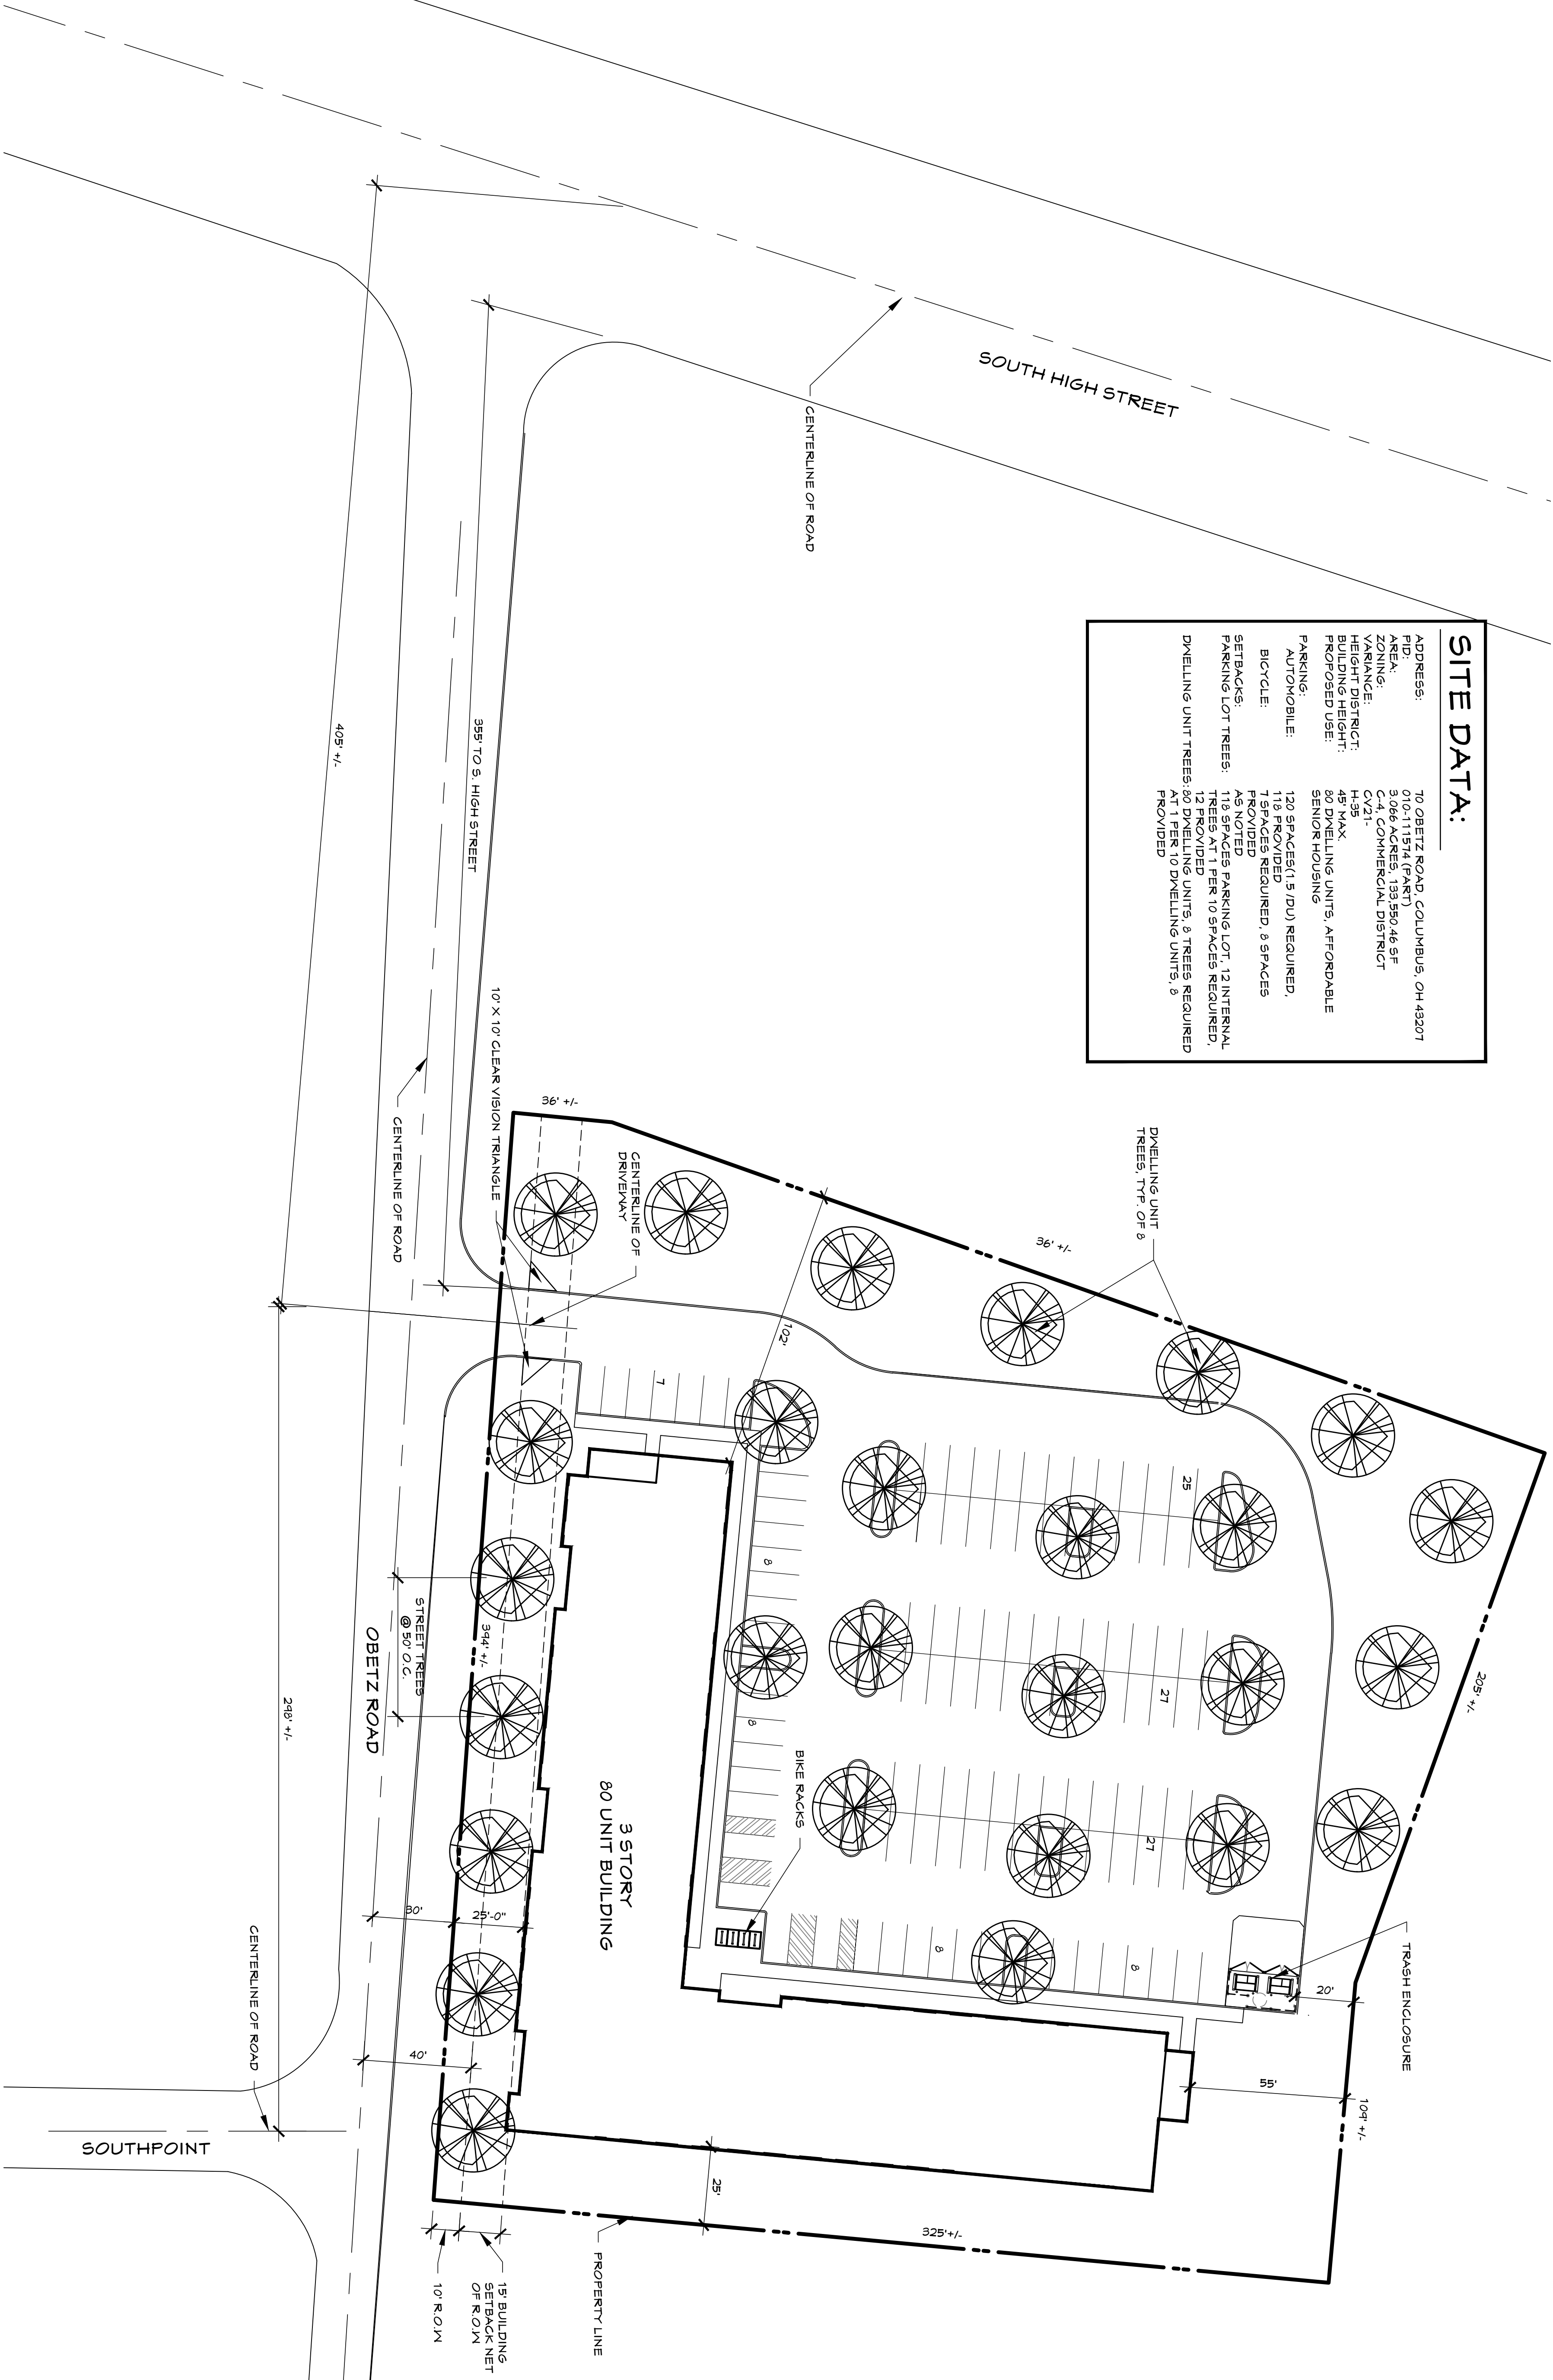 SITE DATA:
ADDRESS: 70 OBETZ ROAD, COLUMBUS, OH 43207
PID: 010-111574 (PART)
AREA: 3.066 ACRES, 133,550.46 SF
ZONING: C-4, COMMERCIAL DISTRICT
VARIANCE: CV21-
HEIGHT DISTRICT: H-35
BUILDING HEIGHT: 45' MAX.
PROPOSED USE: 80 DWELLING UNITS, AFFORDABLE
SENIOR HOUSING
PARKING:
AUTOMOBILE: 120 SPACES(1.5 /DU) REQUIRED,
118 PROVIDED
BICYCLE: 7 SPACES REQUIRED, 8 SPACES
PROVIDED
SETBACKS: AS NOTED
PARKING LOT TREES: 118 SPACES PARKING LOT, 12 INTERNAL
TREES AT 1 PER 10 SPACES REQUIRED,
12 PROVIDED
DWELLING UNIT TREES: 80 DWELLING UNITS, 8 TREES REQUIRED
AT 1 PER 10 DWELLING UNITS, 8
PROVIDED
SOUTH HIGH STREET
CENTERLINE OF ROAD
405' +/-
355' TO S. HIGH STREET
CENTERLINE OF ROAD
10' X 10' CLEAR VISION TRIANGLE
36' +/-
CENTERLINE OF
DRIVEWAY
DWELLING UNIT
TREES, TYP. OF 8
36' +/-
102'
7
25
8
27
8
27
8
8
205' +/-
BIKE RACKS
TRASH ENCLOSURE
20'
55'
109' +/-
3 STORY
80 UNIT BUILDING
394' +/-
STREET TREES
@ 50' O.C.
OBETZ ROAD
298' +/-
30'
25'-0"
40'
CENTERLINE OF ROAD
SOUTHPOINT
25'
325'+/-
PROPERTY LINE
15' BUILDING
SETBACK NET
OF R.O.W
10' R.O.W